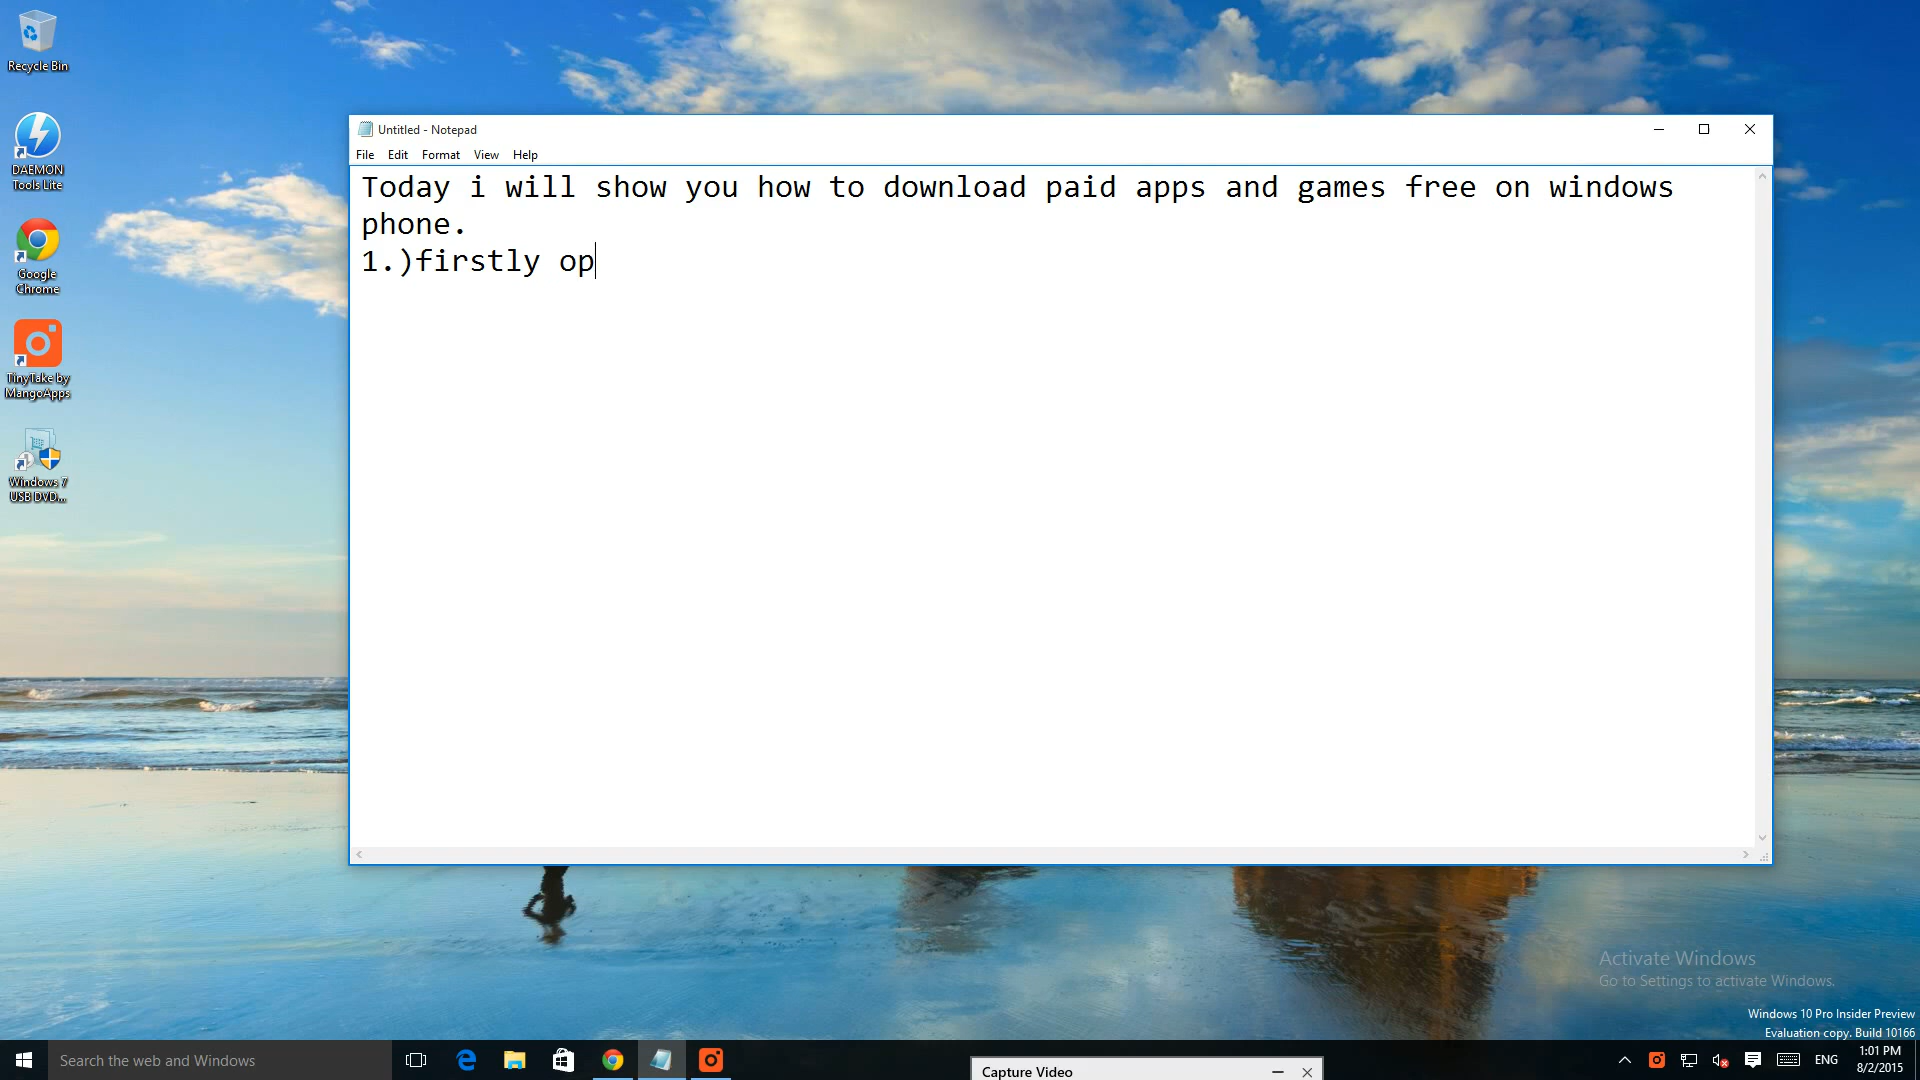 Recycle Bin
DAEMON
Tools Lite
Google
Chrome
TinyTake by
MangoApps
Windows 7
USB DVD...
Untitled - Notepad
File Edit Format View Help
Today i will show you how to download paid apps and games free on windows
phone.
1.)firstly op
Activate Windows
Go to Settings to activate Windows.
Windows 10 Pro Insider Preview
Evaluation copy. Build 10166
Search the web and Windows
Capture Video
ENG
1:01 PM
8/2/2015